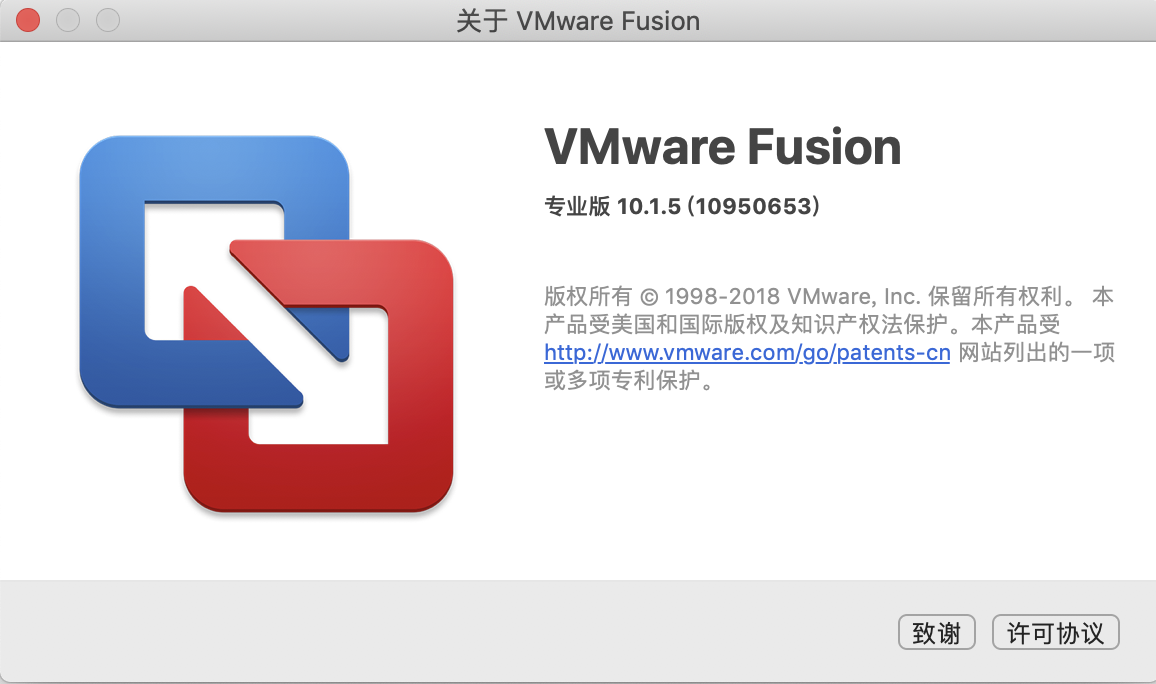 关于 VMware Fusion
VMware Fusion
专业版 10.1.5 (10950653)
版权所有 © 1998-2018 VMware, Inc. 保留所有权利。 本
产品受美国和国际版权及知识产权法保护。本产品受
http://www.vmware.com/go/patents-cn 网站列出的一项
或多项专利保护。
致谢
许可协议